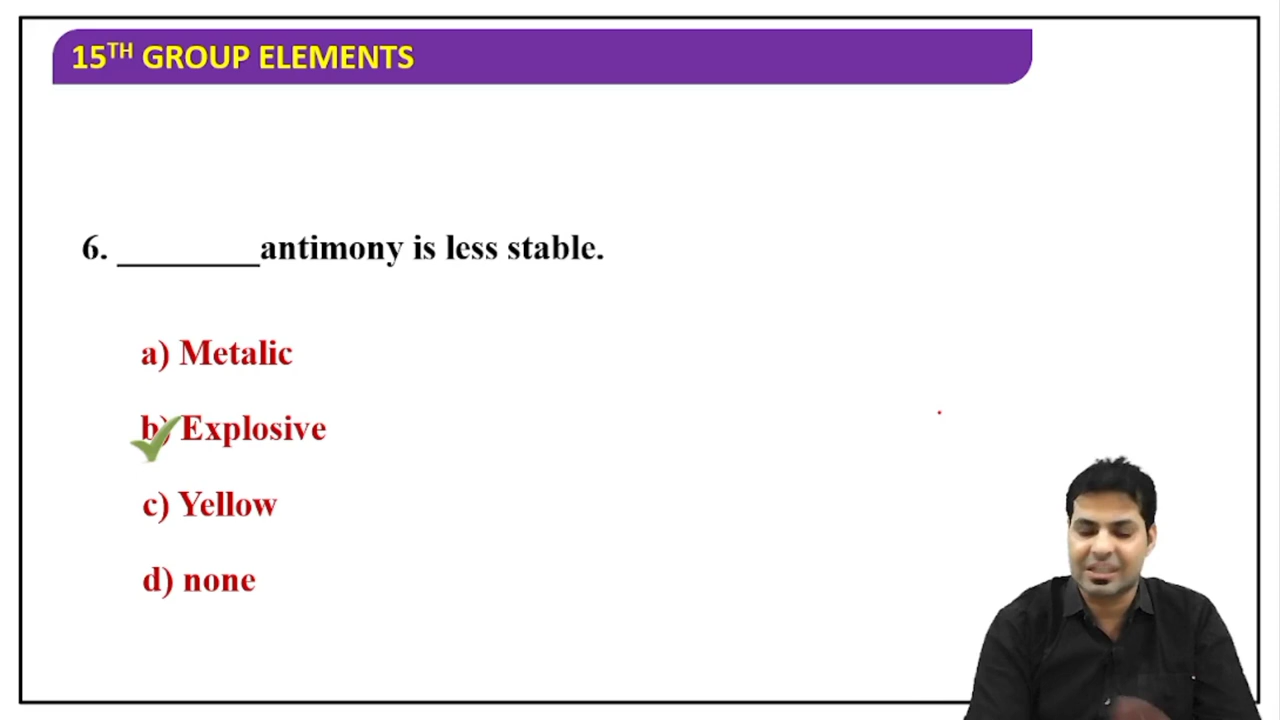 15TH GROUP ELEMENTS
6. ________antimony is less stable.
a) Metalic
b) Explosive
c) Yellow
d) none